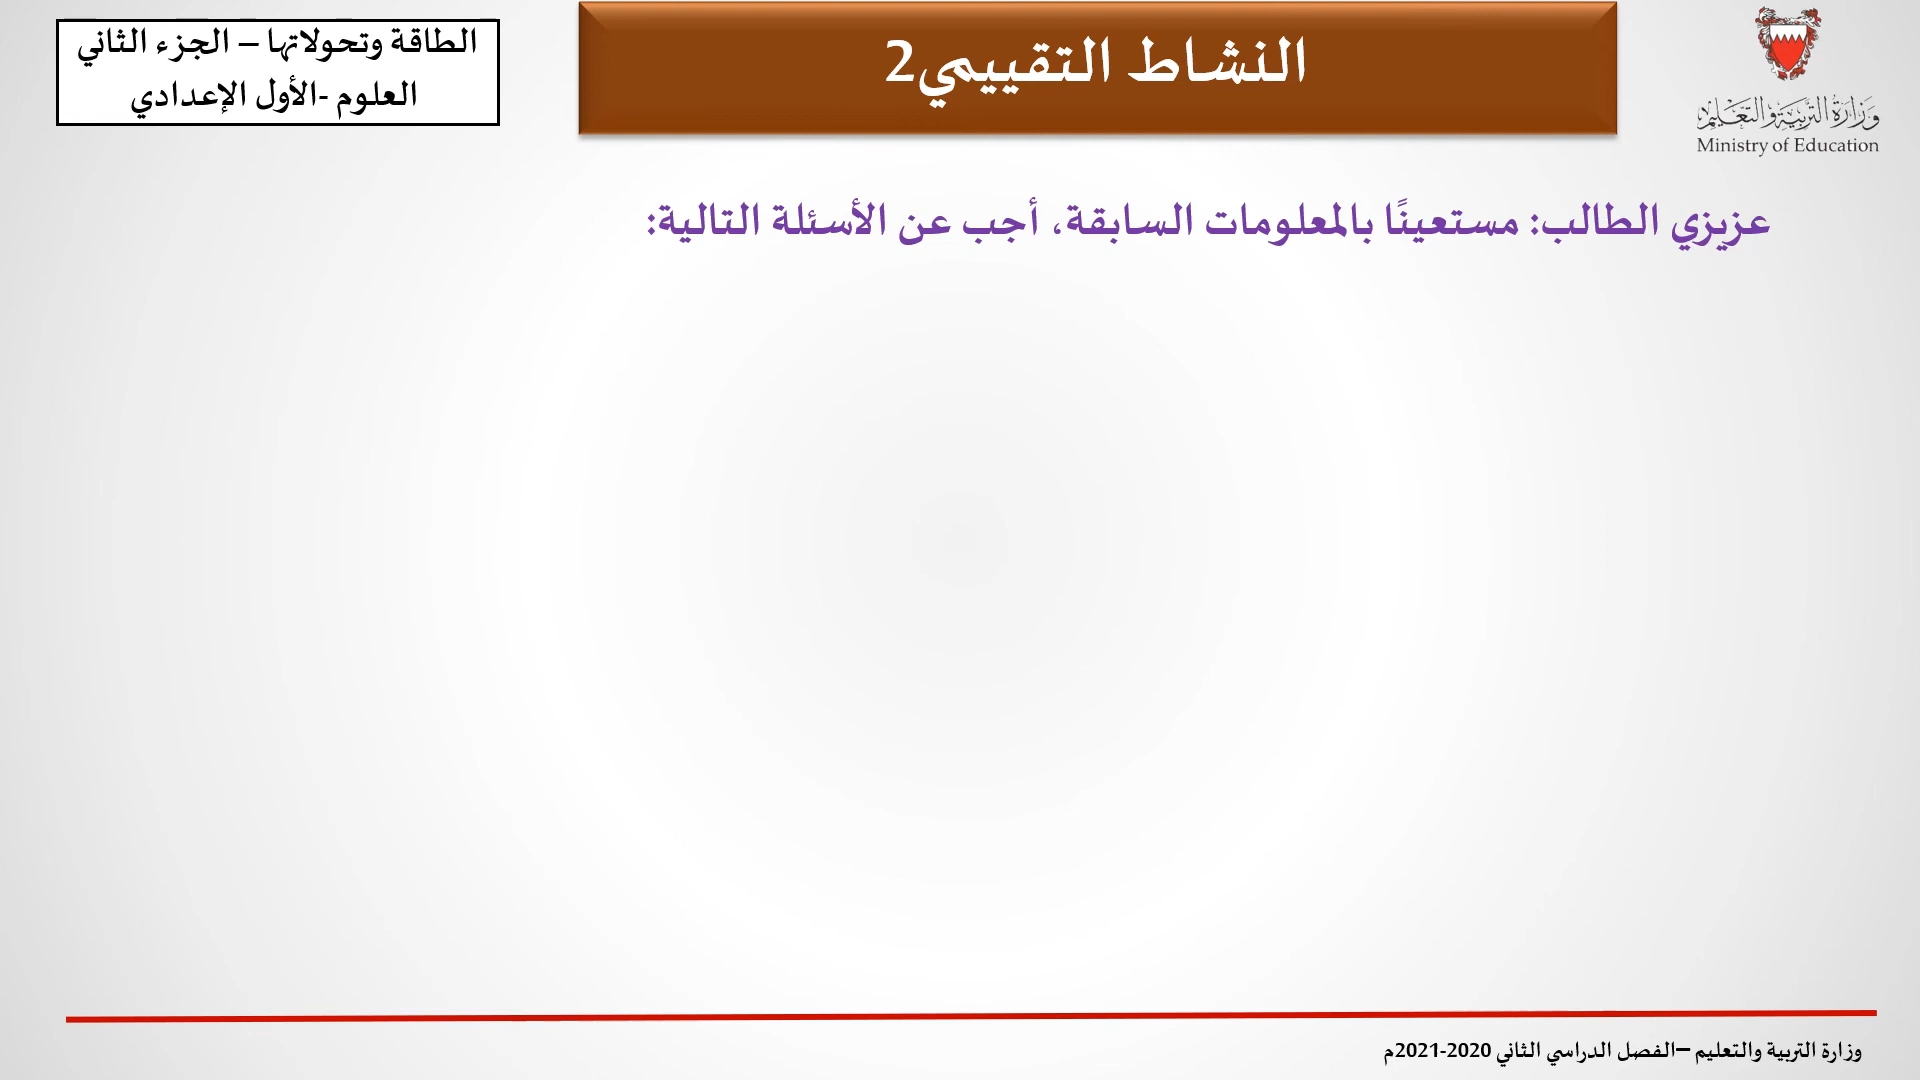 النشاط التقييمي2
الطاقة وتحولاتها – الجزء الثاني
العلوم -الأول الإعدادي
وزارة التربية والتعليم
Ministry of Education
عزيزي الطالب: مستعينًا بالمعلومات السابقة، أجب عن الأسئلة التالية:
وزارة التربية والتعليم –الفصل الدراسي الثاني 2020-2021م